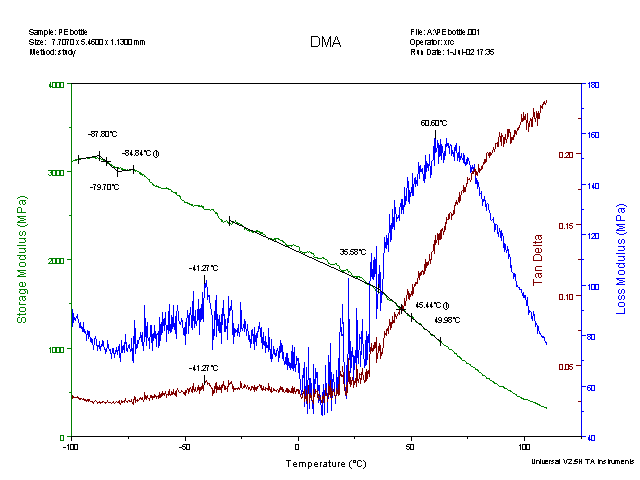 Sample: PE bottle
Size: 7.7070 x 5.4600 x 1.1300 mm
Method: study
DMA
File: A:\PE bottle.001
Operator: xrc
Run Date: 1-Jul-02 17:35
4000
3000
2000
1000
0
Storage Modulus (MPa)
-87.80°C
-84.84°C (I)
-79.70°C
-41.27°C
-41.27°C
35.58°C
60.60°C
45.44°C (I)
49.98°C
0.20
0.15
0.10
0.05
Tan Delta
180
160
140
120
100
80
60
40
Loss Modulus (MPa)
-100
-50
0
50
100
Temperature (°C)
Universal V2.5H TA Instruments